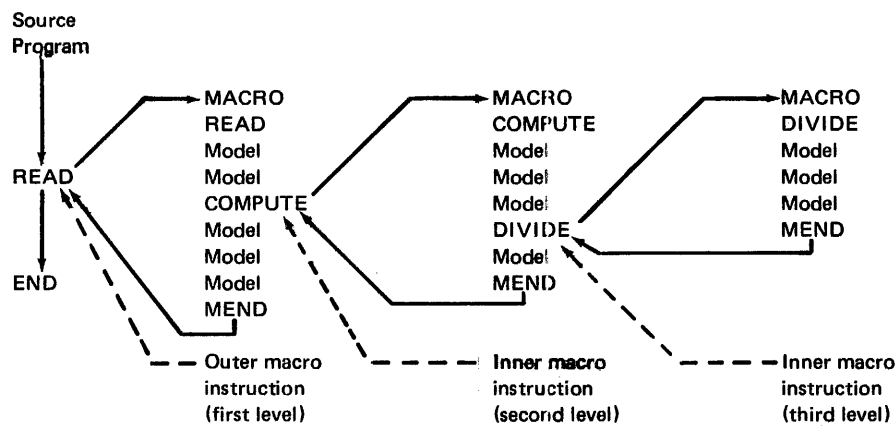 Source
Program
READ
END
MACRO
READ
Model
Model
COMPUTE
Model
Model
Model
MEND
MACRO
COMPUTE
Model
Model
Model
DIVIDE
Model
MEND
MACRO
DIVIDE
Model
Model
Model
MEND
Outer macro
instruction
(first level)
Inner macro
instruction
(second level)
Inner macro
instruction
(third level)